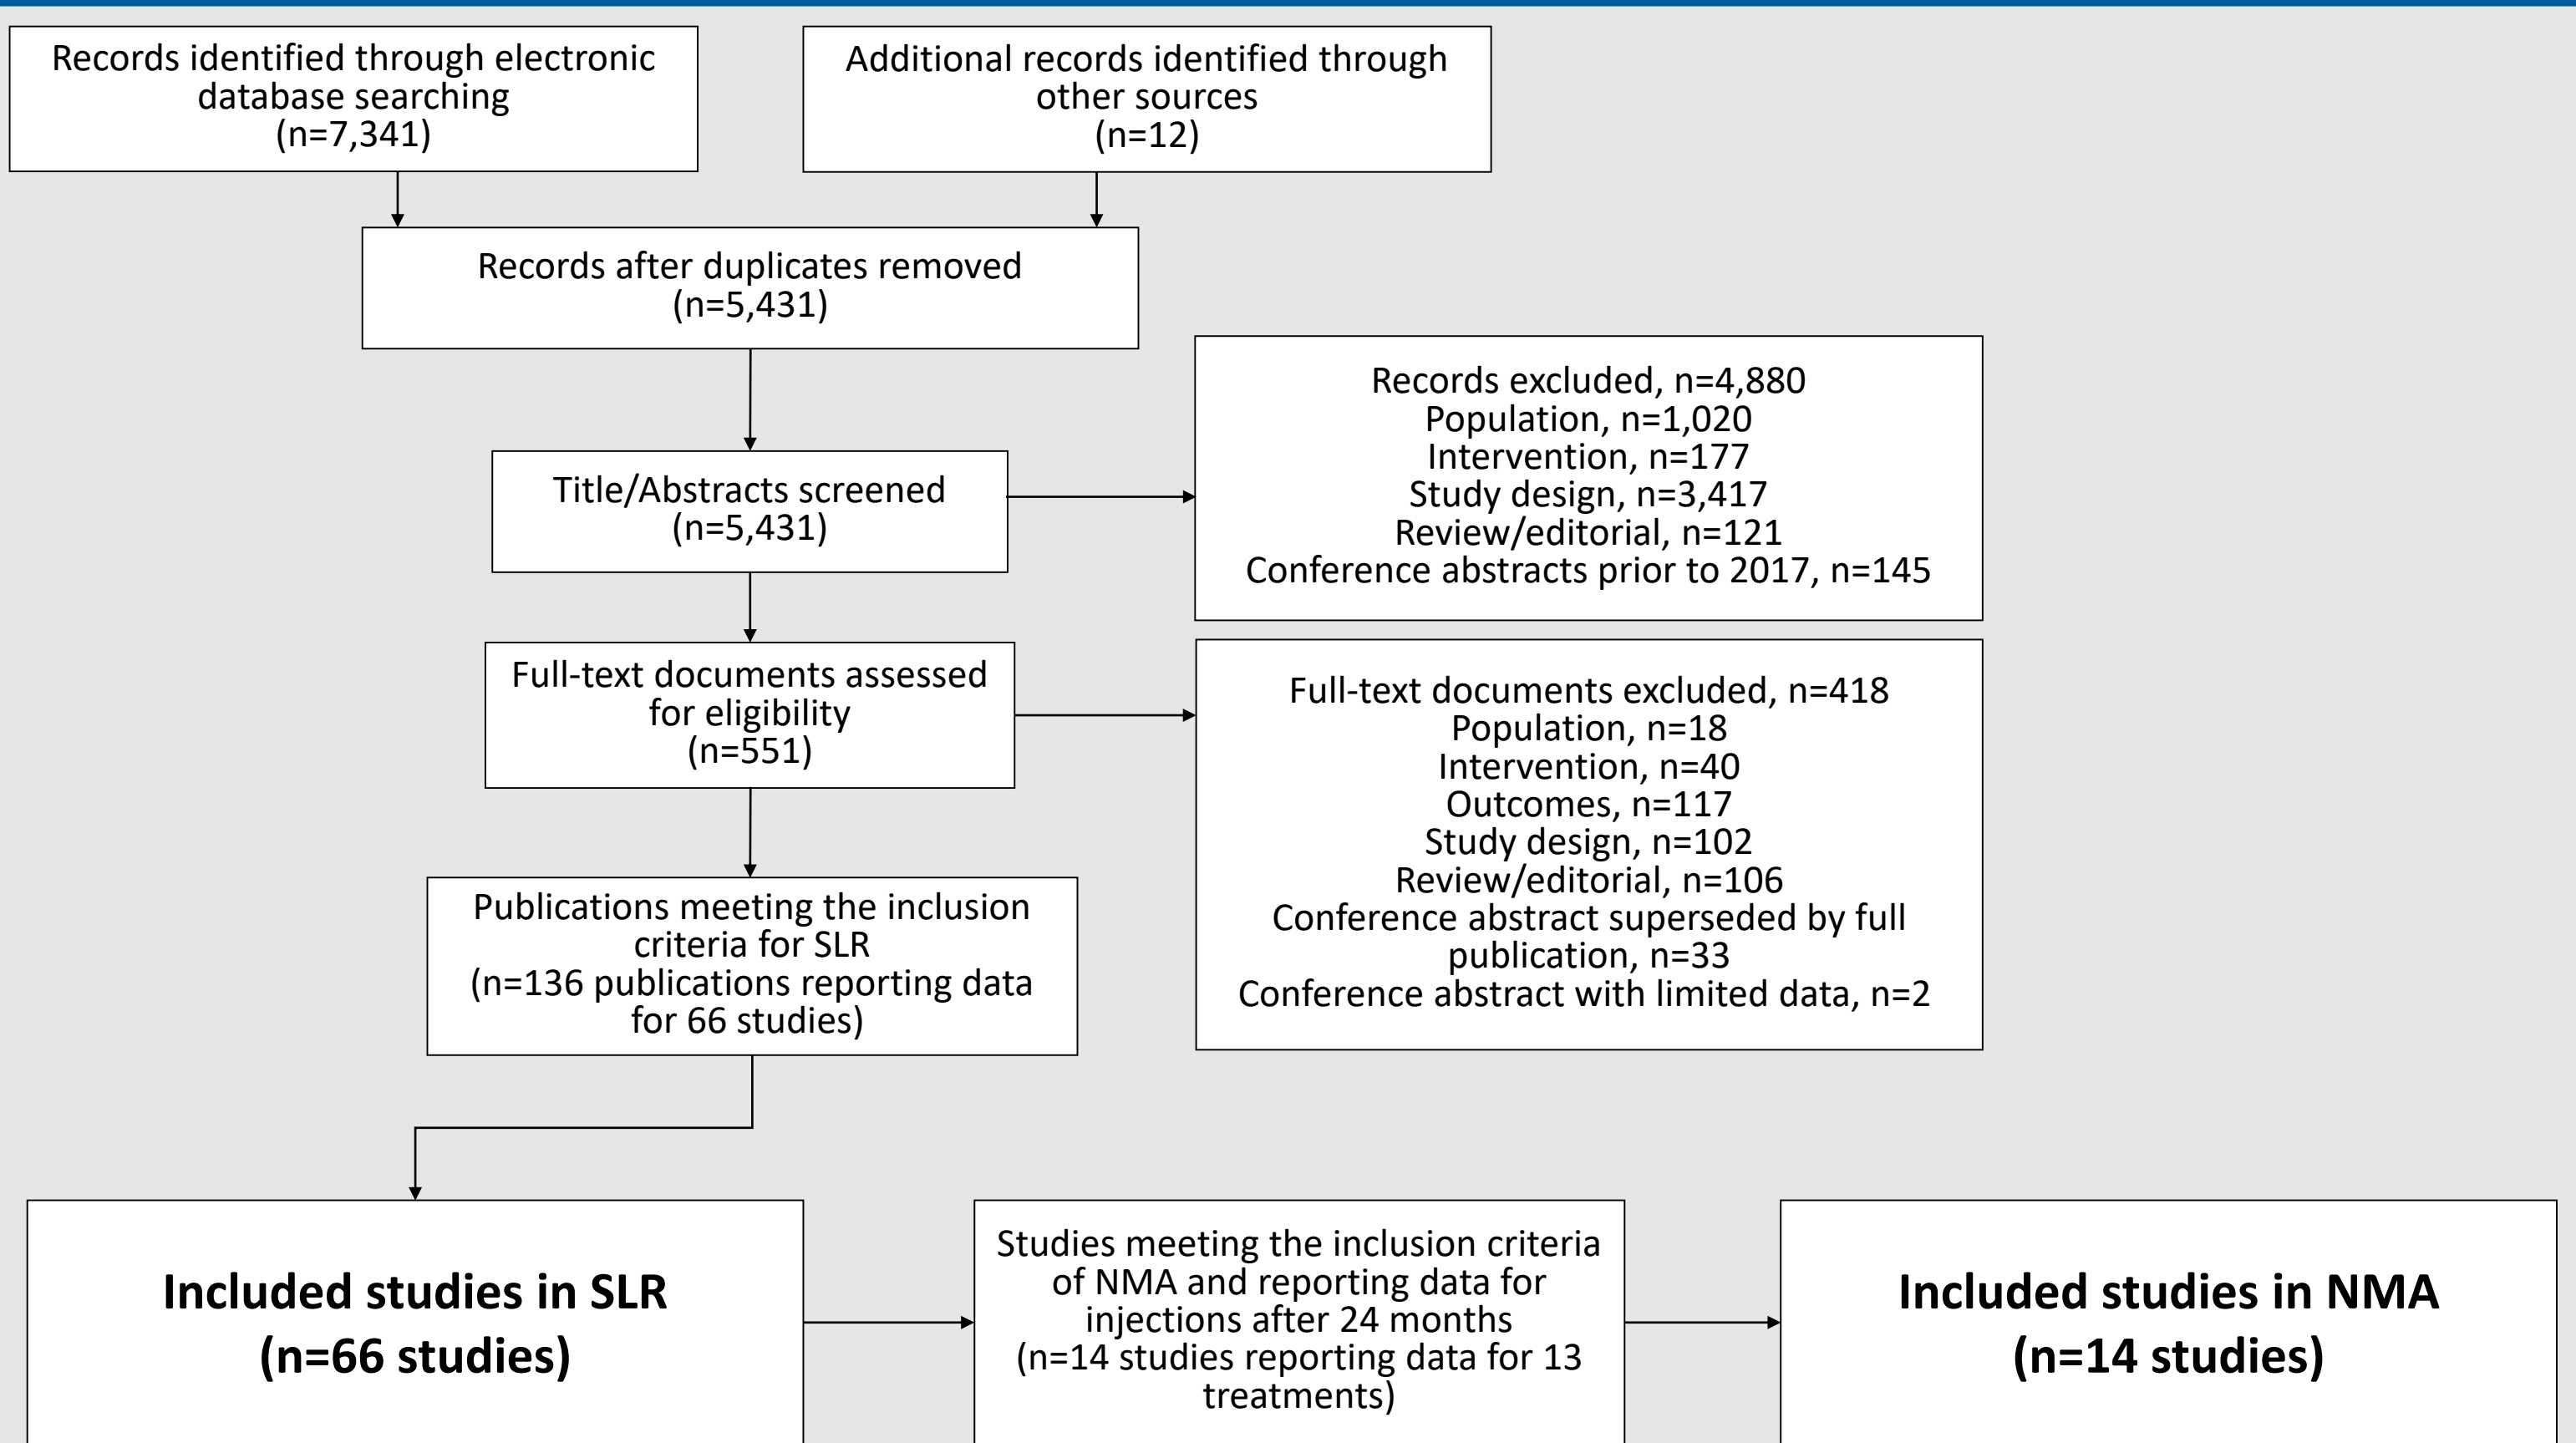 Records identified through electronic
database searching
(n=7,341)
Additional records identified through
other sources
(n=12)
Records after duplicates removed
(n=5,431)
Title/Abstracts screened
(n=5,431)
Records excluded, n=4,880
Population, n=1,020
Intervention, n=177
Study design, n=3,417
Review/editorial, n=121
Conference abstracts prior to 2017, n=145
Full-text documents assessed
for eligibility
(n=551)
Full-text documents excluded, n=418
Population, n=18
Intervention, n=40
Outcomes, n=117
Study design, n=102
Review/editorial, n=106
Conference abstract superseded by full
publication, n=33
Conference abstract with limited data, n=2
Publications meeting the inclusion
criteria for SLR
(n=136 publications reporting data
for 66 studies)
Included studies in SLR
(n=66 studies)
Studies meeting the inclusion criteria
of NMA and reporting data for
injections after 24 months
(n=14 studies reporting data for 13
treatments)
Included studies in NMA
(n=14 studies)